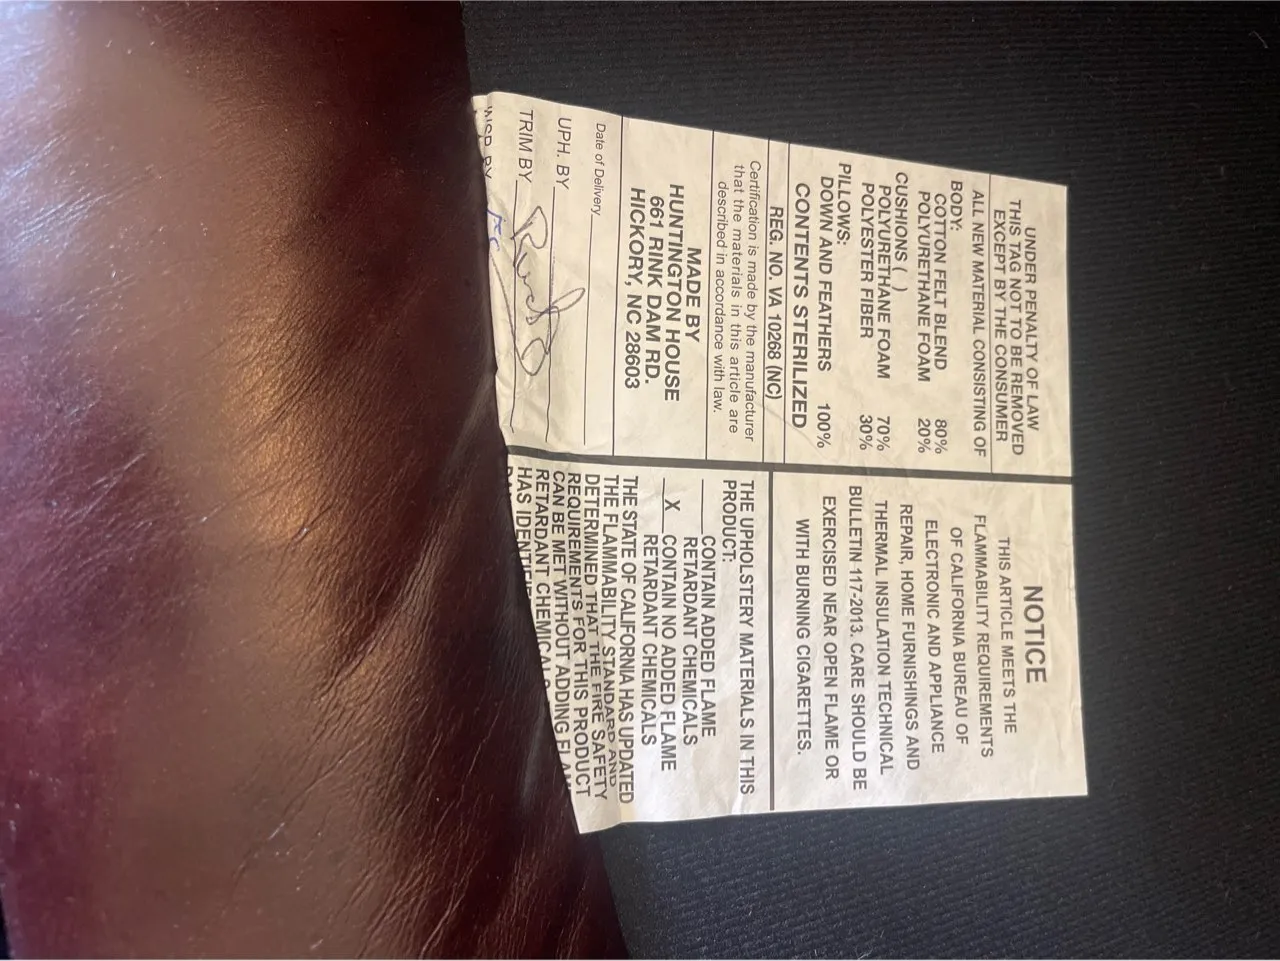 UNDER PENALTY OF LAW
THIS TAG NOT TO BE REMOVED
EXCEPT BY THE CONSUMER
ALL NEW MATERIAL CONSISTING OF
BODY:
COTTON FELT BLEND 80%
POLYURETHANE FOAM 20%
CUSHIONS ( )
POLYURETHANE FOAM 70%
POLYESTER FIBER 30%
PILLOWS:
DOWN AND FEATHERS 100%
CONTENTS STERILIZED
REG. NO. VA 10268 (NC)
Certification is made by the manufacturer
that the materials in this article are
described in accordance with law.
MADE BY
HUNTINGTON HOUSE
661 RINK DAM RD.
HICKORY, NC 28603
Date of Delivery
UPH. BY
TRIM BY
INSP. BY
NOTICE
THIS ARTICLE MEETS THE
FLAMMABILITY REQUIREMENTS
OF CALIFORNIA BUREAU OF
ELECTRONIC AND APPLIANCE
REPAIR, HOME FURNISHINGS AND
THERMAL INSULATION TECHNICAL
BULLETIN 117-2013. CARE SHOULD BE
EXERCISED NEAR OPEN FLAME OR
WITH BURNING CIGARETTES.
THE UPHOLSTERY MATERIALS IN THIS
PRODUCT:
CONTAIN ADDED FLAME
RETARDANT CHEMICALS
X CONTAIN NO ADDED FLAME
RETARDANT CHEMICALS
THE STATE OF CALIFORNIA HAS UPDATED
THE FLAMMABILITY STANDARD AND
DETERMINED THAT THE FIRE SAFETY
REQUIREMENTS FOR THIS PRODUCT
CAN BE MET WITHOUT ADDING FLAM
RETARDANT CHEMICALS
HAS IDENTIFI